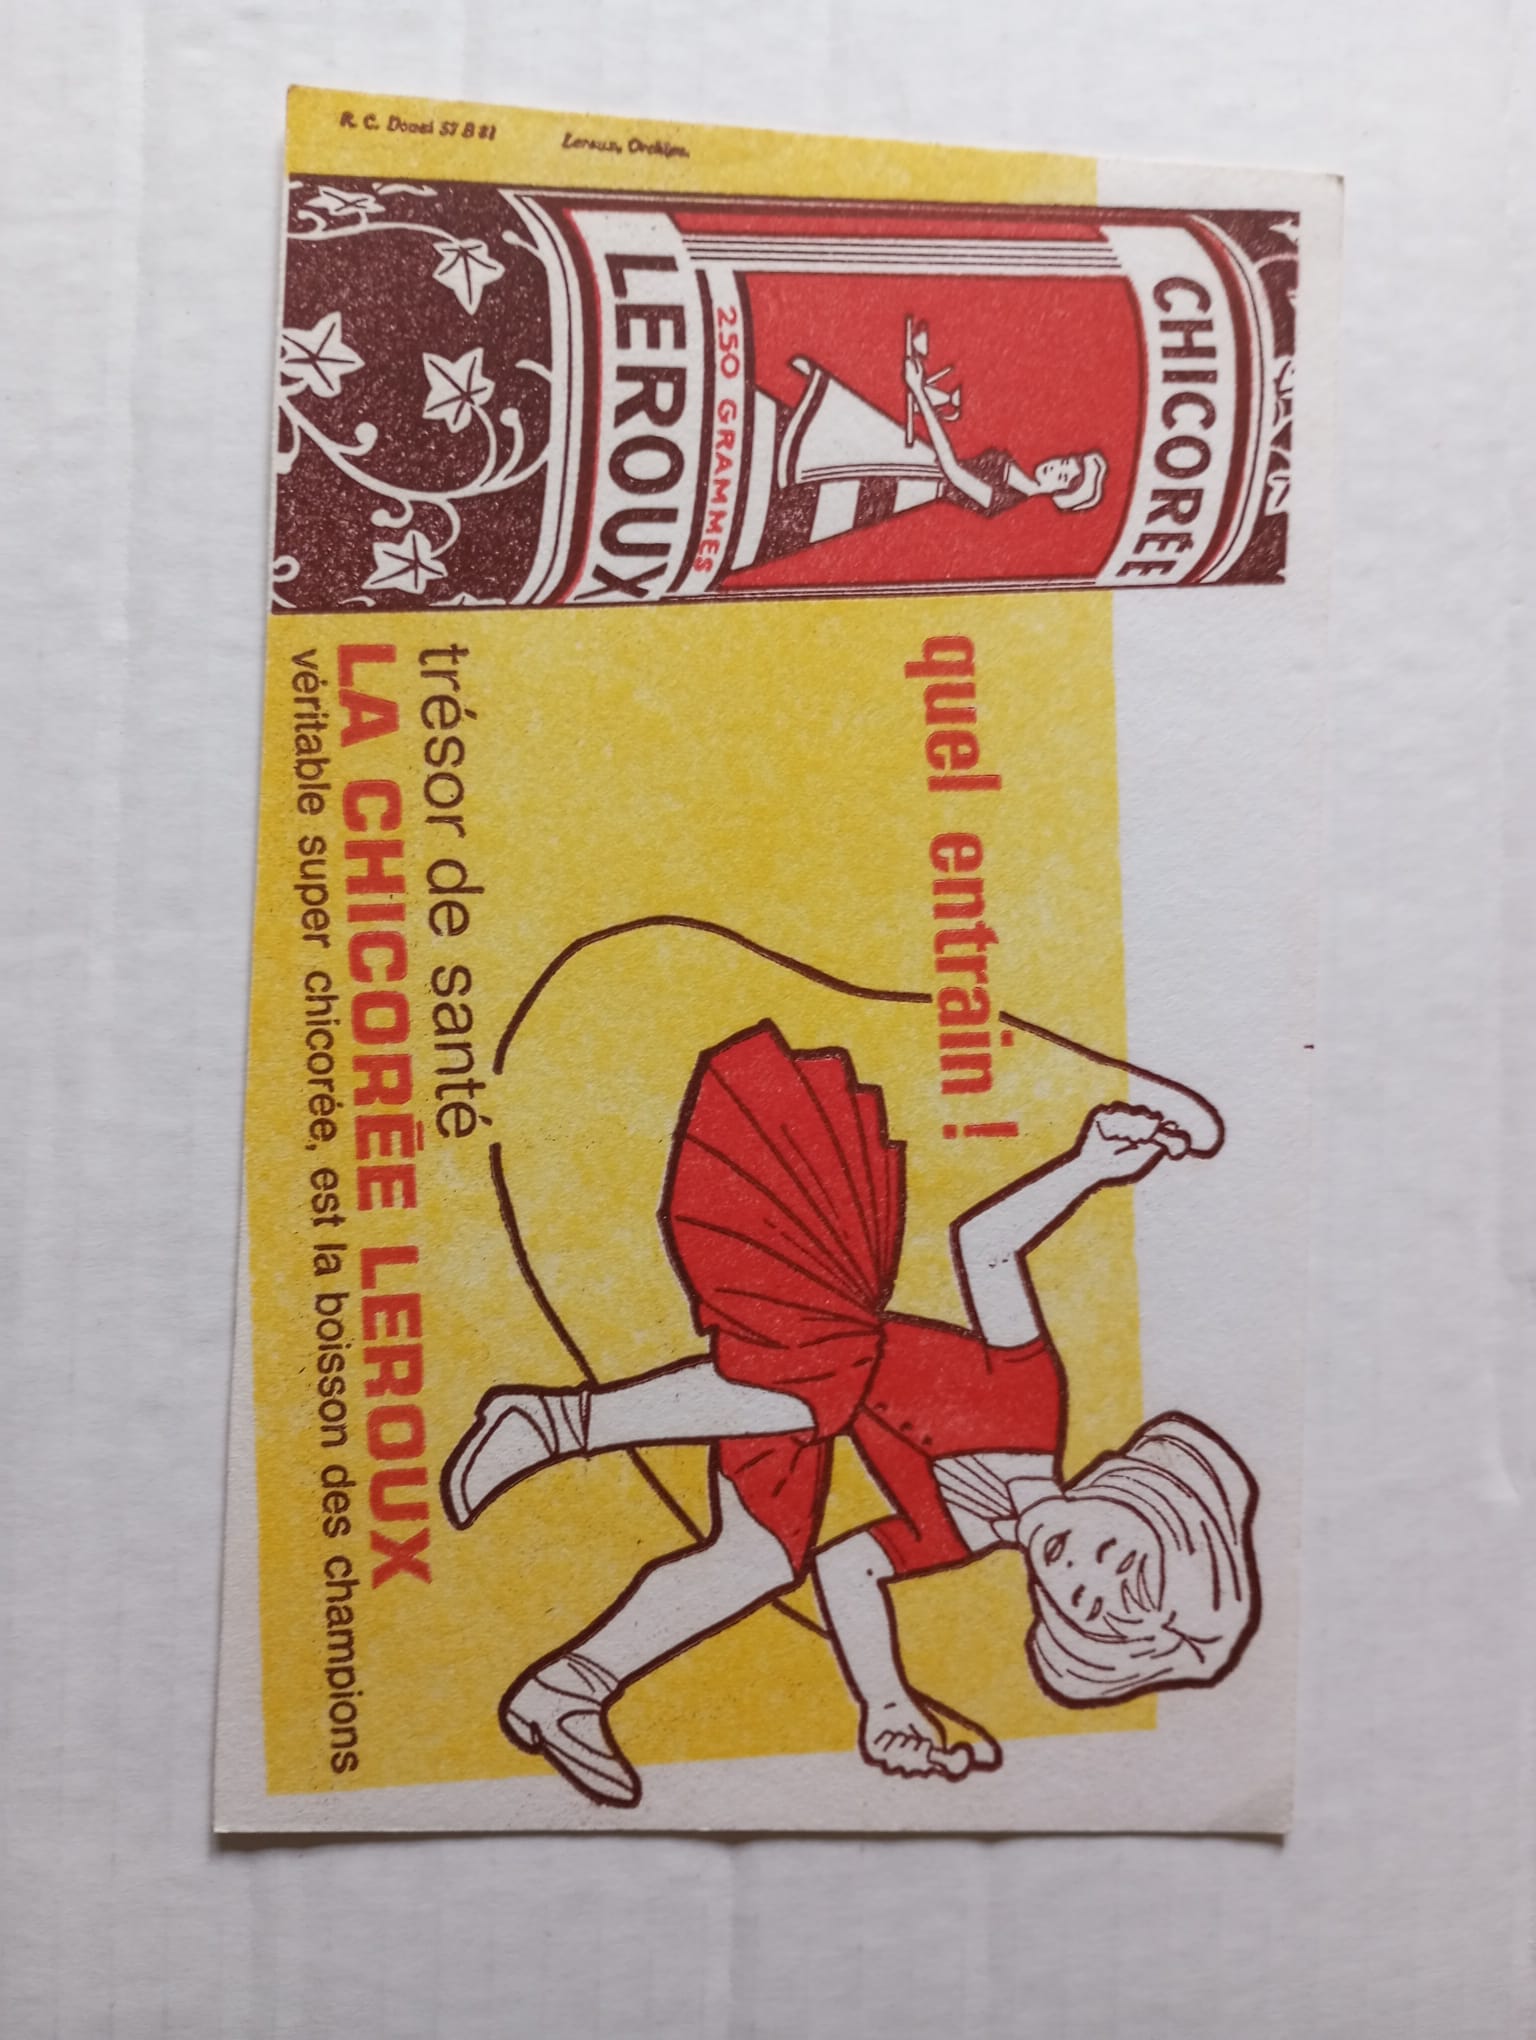 CHICORÉE
250 GRAMMES
LEROUX
quel entrain !
trésor de santé
LA CHICORÉE LEROUX
véritable super chicorée, est la boisson des champions
R. C. Douai 57 B 81
Leroux, Orchies.